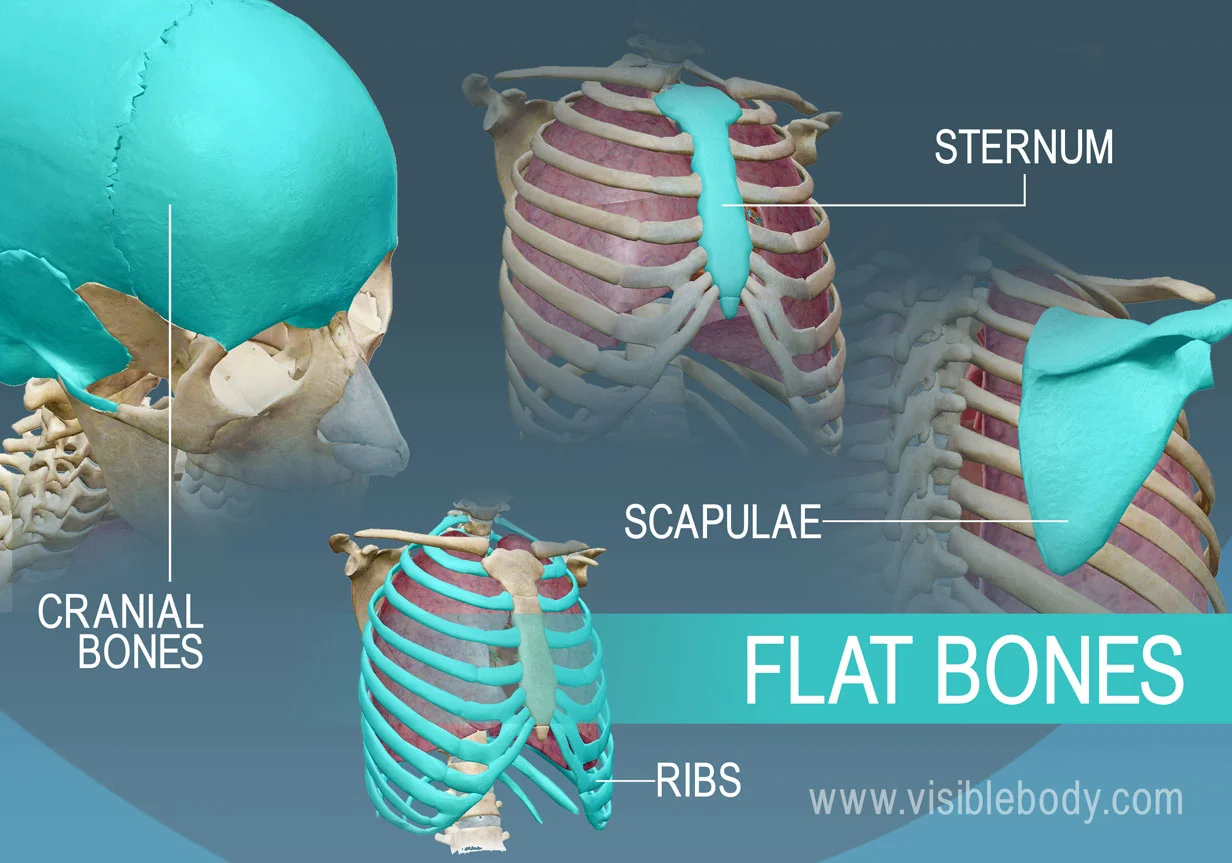 STERNUM
SCAPULAE
CRANIAL
BONES
FLAT BONES
RIBS
www.visiblebody.com